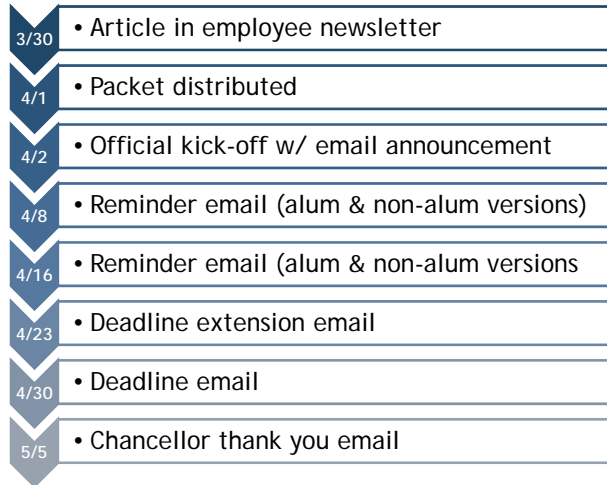 3/30 • Article in employee newsletter
4/1 • Packet distributed
4/2 • Official kick-off w/ email announcement
4/8 • Reminder email (alum & non-alum versions)
4/16 • Reminder email (alum & non-alum versions
4/23 • Deadline extension email
4/30 • Deadline email
5/5 • Chancellor thank you email